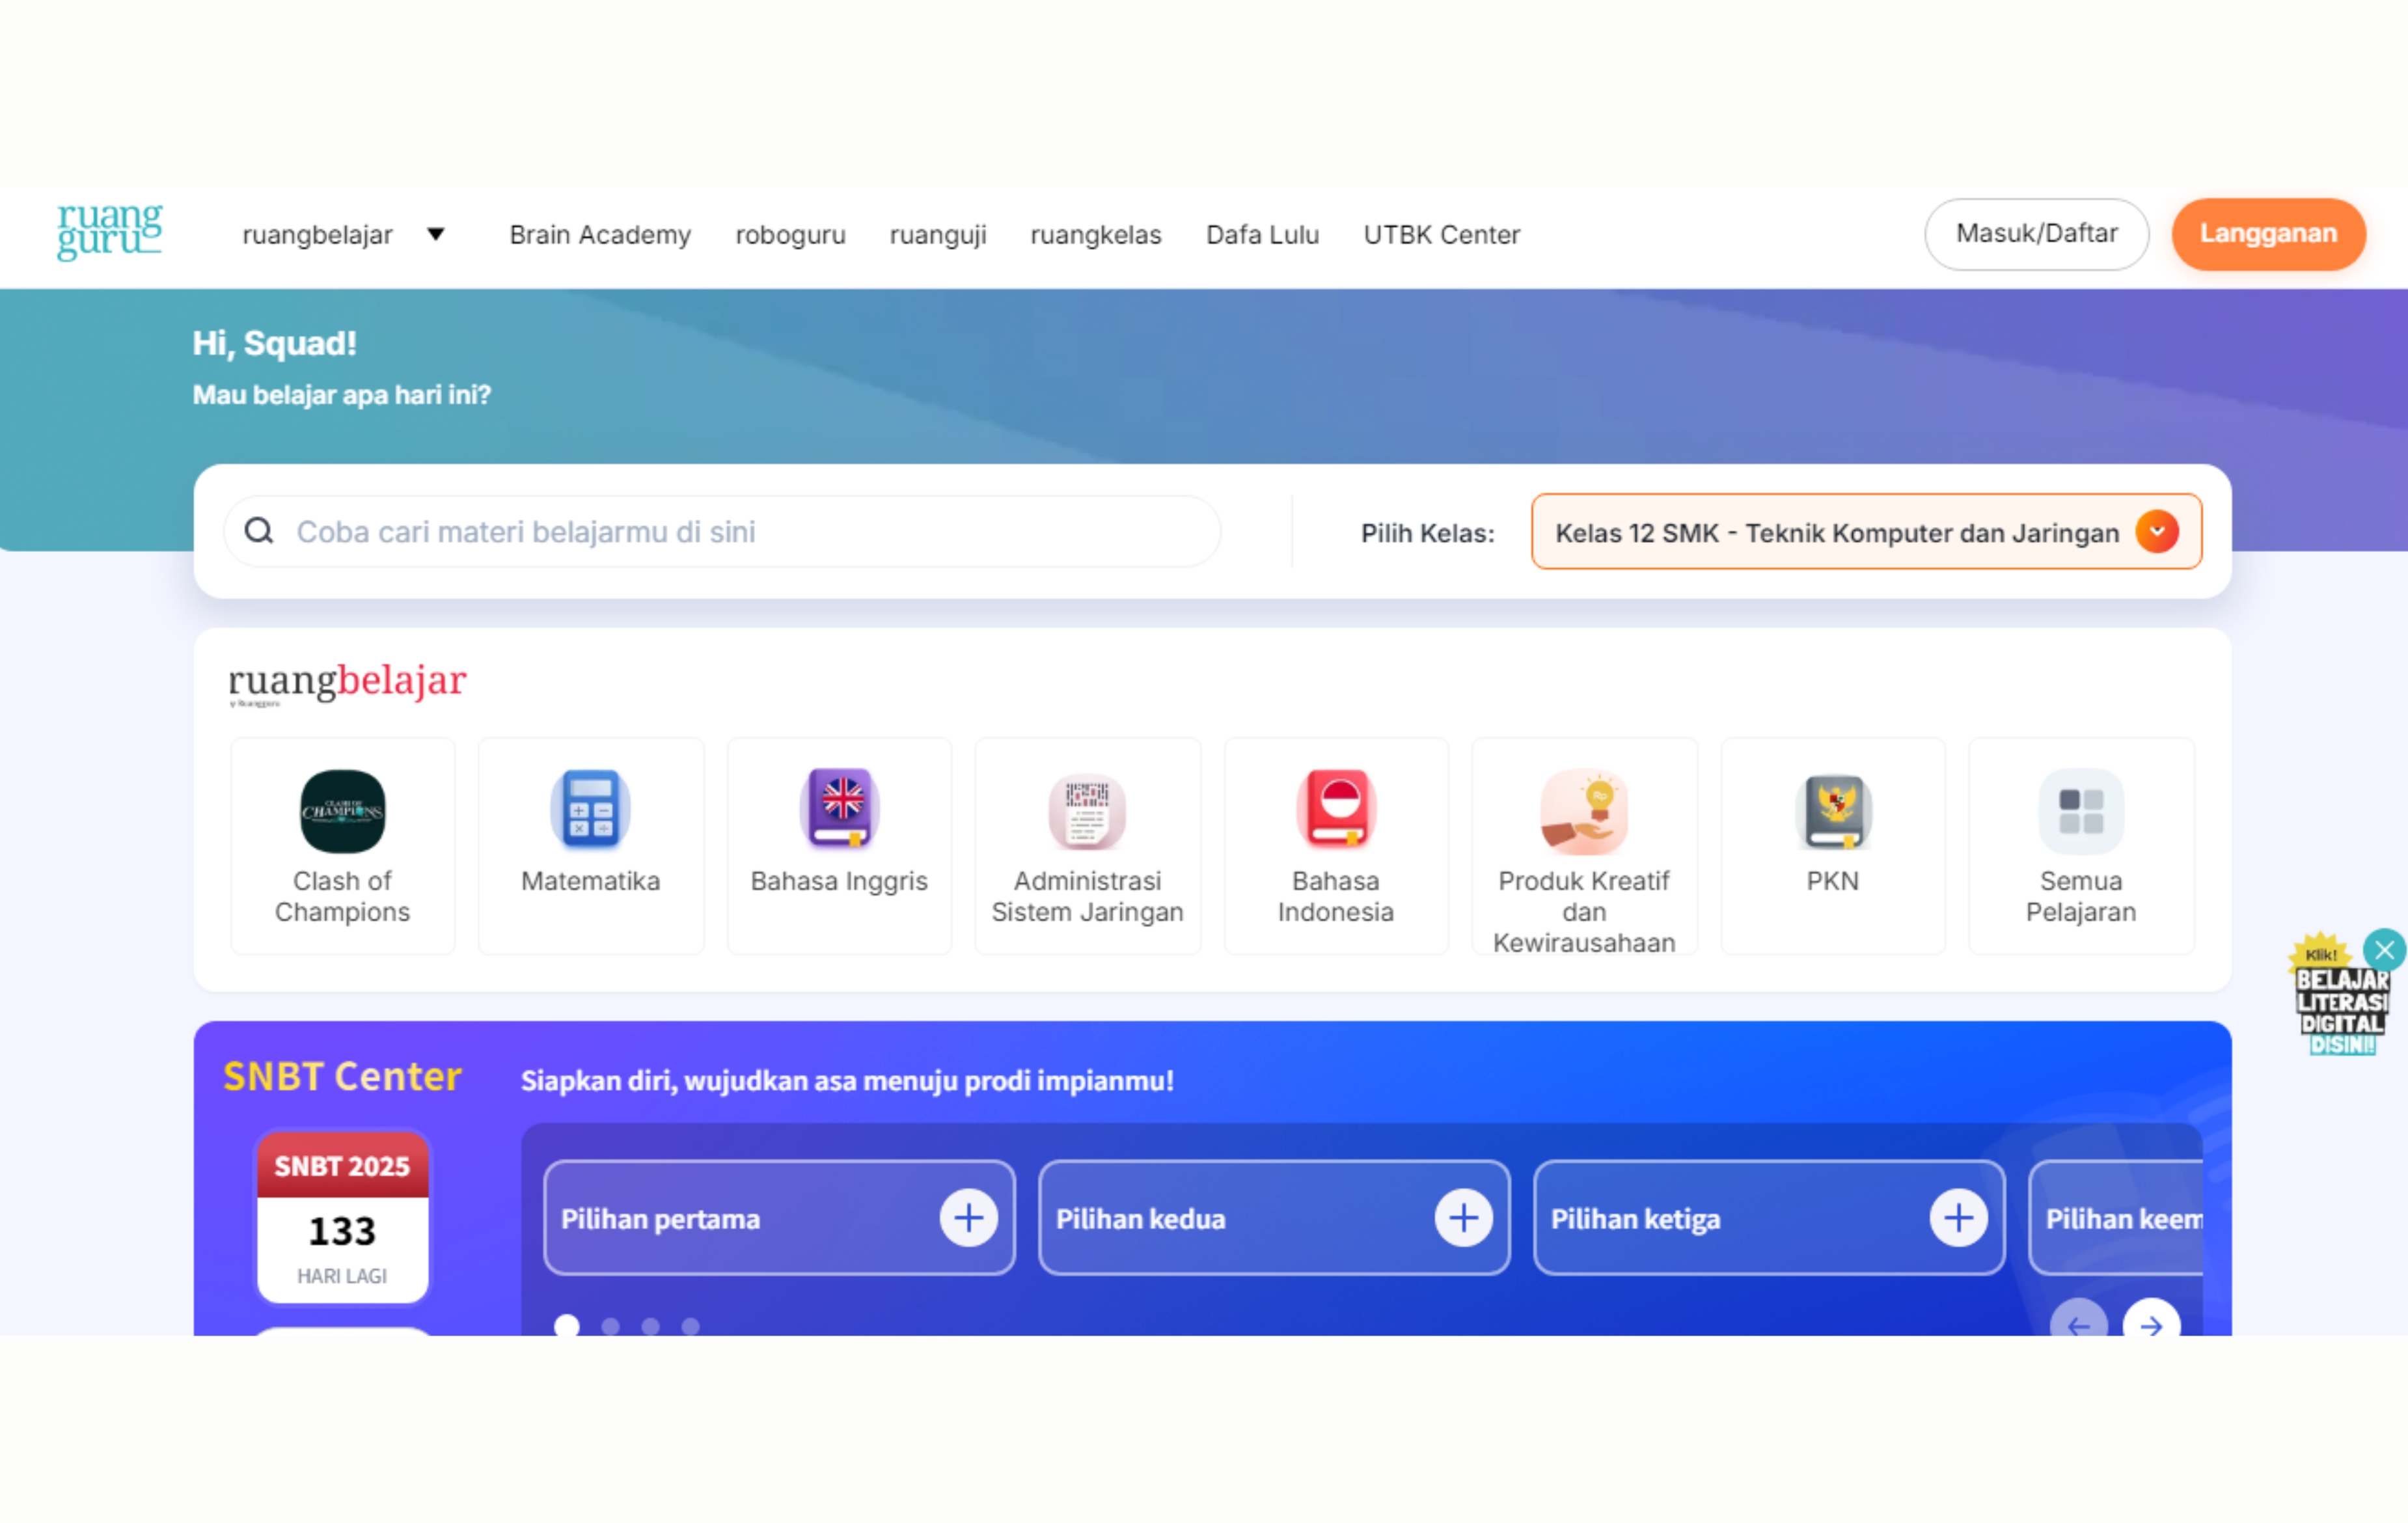 ruang
guru
ruangbelajar Brain Academy roboguru ruanguji ruangkelas Dafa Lulu UTBK Center Masuk/Daftar Langganan
Hi, Squad!
Mau belajar apa hari ini?
Coba cari materi belajarmu di sini
Pilih Kelas:
Kelas 12 SMK - Teknik Komputer dan Jaringan
ruangbelajar
CLASH OF
CHAMPIONS
Clash of
Champions
Matematika
Bahasa Inggris
Administrasi
Sistem Jaringan
Bahasa
Indonesia
Rp
Produk Kreatif
dan
Kewirausahaan
PKN
Semua
Pelajaran
Klik!
BELAJAR
LITERASI
DIGITAL
DISINI!
SNBT Center
Siapkan diri, wujudkan asa menuju prodi impianmu!
SNBT 2025
133
HARI LAGI
Pilihan pertama
Pilihan kedua
Pilihan ketiga
Pilihan keem